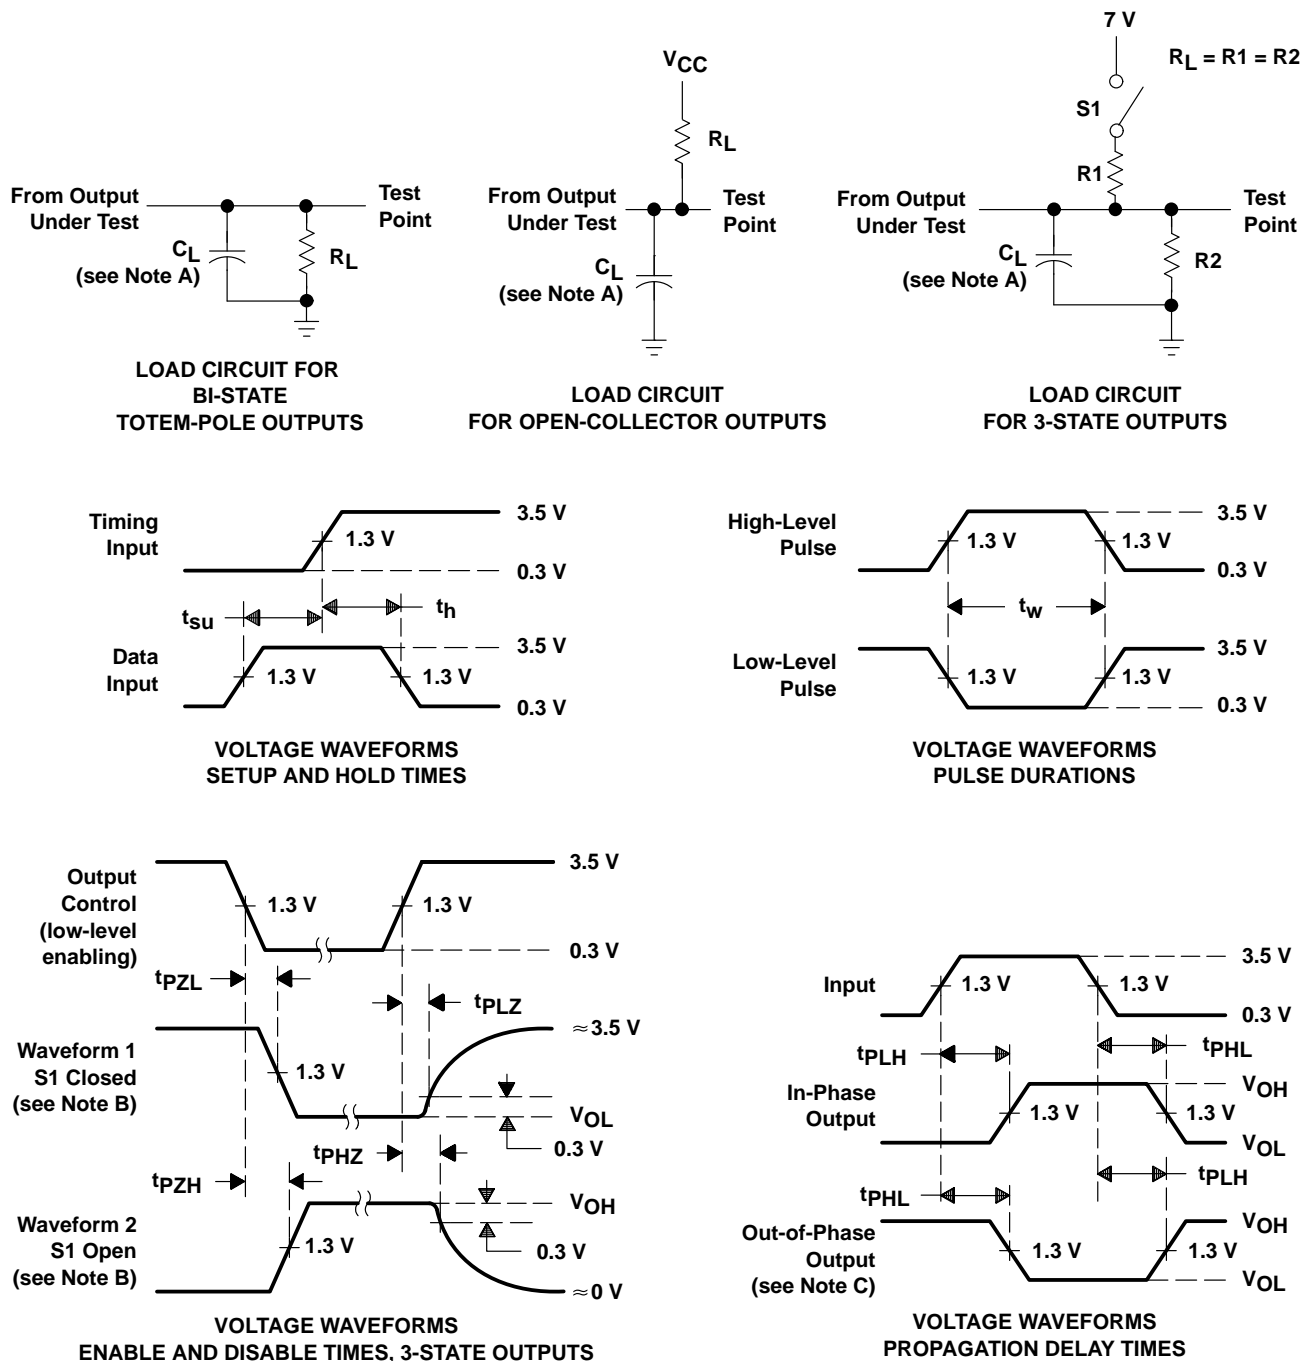 From Output
Under Test
Test
Point
CL
(see Note A)
RL
LOAD CIRCUIT FOR
BI-STATE
TOTEM-POLE OUTPUTS
VCC
RL
From Output
Under Test
Test
Point
CL
(see Note A)
LOAD CIRCUIT
FOR OPEN-COLLECTOR OUTPUTS
7 V
RL = R1 = R2
S1
R1
From Output
Under Test
Test
Point
CL
(see Note A)
R2
LOAD CIRCUIT
FOR 3-STATE OUTPUTS
Timing
Input
1.3 V
3.5 V
0.3 V
tsu
th
Data
Input
1.3 V
1.3 V
3.5 V
0.3 V
VOLTAGE WAVEFORMS
SETUP AND HOLD TIMES
High-Level
Pulse
1.3 V
1.3 V
3.5 V
0.3 V
tw
Low-Level
Pulse
1.3 V
1.3 V
3.5 V
0.3 V
VOLTAGE WAVEFORMS
PULSE DURATIONS
Output
Control
(low-level
enabling)
1.3 V
1.3 V
3.5 V
0.3 V
tPZL
tPLZ
Waveform 1
S1 Closed
(see Note B)
1.3 V
≈3.5 V
VOL
0.3 V
tPHZ
tPZH
Waveform 2
S1 Open
(see Note B)
1.3 V
VOH
0.3 V
≈0 V
VOLTAGE WAVEFORMS
ENABLE AND DISABLE TIMES, 3-STATE OUTPUTS
Input
1.3 V
1.3 V
3.5 V
0.3 V
tPLH
tPHL
In-Phase
Output
1.3 V
1.3 V
VOH
VOL
tPHL
tPLH
Out-of-Phase
Output
(see Note C)
1.3 V
1.3 V
VOH
VOL
VOLTAGE WAVEFORMS
PROPAGATION DELAY TIMES